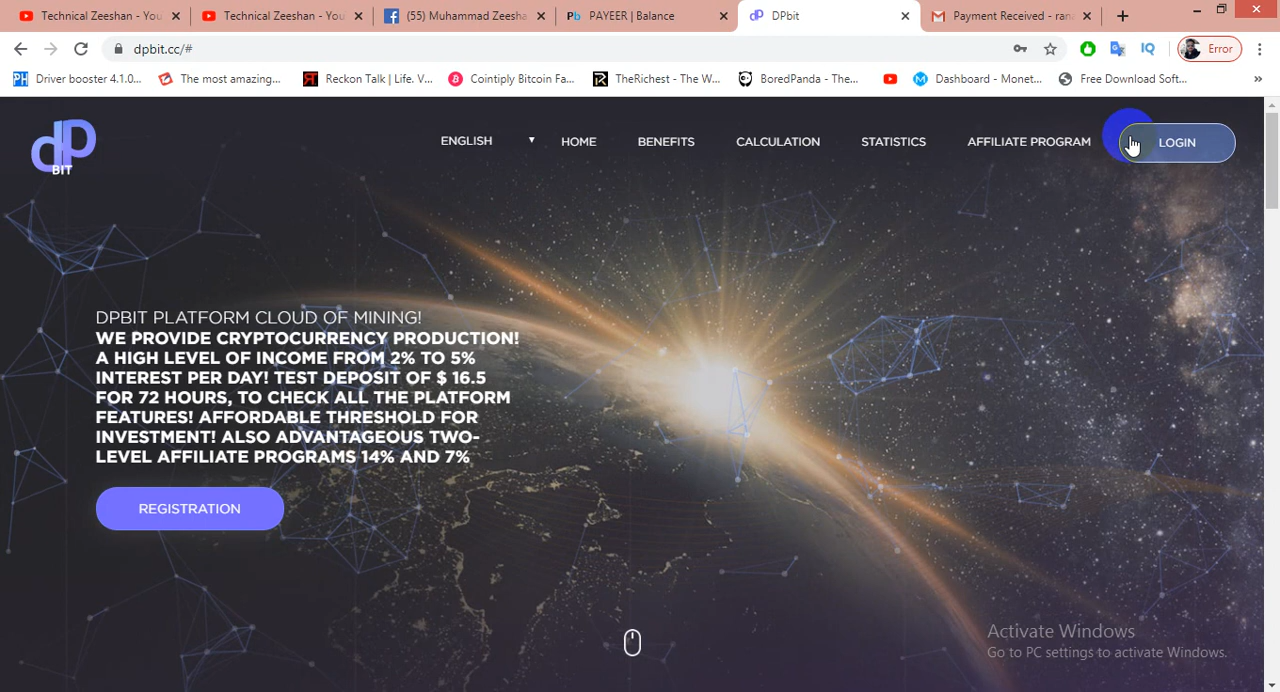 Technical Zeeshan - You
Technical Zeeshan - You
(55) Muhammad Zeesha
PAYEER | Balance
DPbit
Payment Received - ran
dpbit.cc/#
Error
Driver booster 4.1.0...
The most amazing...
Reckon Talk | Life. V...
Cointiply Bitcoin Fa...
TheRichest - The W...
BoredPanda - The...
Dashboard - Monet...
Free Download Soft...
dp
BIT
ENGLISH
HOME
BENEFITS
CALCULATION
STATISTICS
AFFILIATE PROGRAM
LOGIN
DPBIT PLATFORM CLOUD OF MINING!
WE PROVIDE CRYPTOCURRENCY PRODUCTION!
A HIGH LEVEL OF INCOME FROM 2% TO 5%
INTEREST PER DAY! TEST DEPOSIT OF $ 16.5
FOR 72 HOURS, TO CHECK ALL THE PLATFORM
FEATURES! AFFORDABLE THRESHOLD FOR
INVESTMENT! ALSO ADVANTAGEOUS TWO-
LEVEL AFFILIATE PROGRAMS 14% AND 7%
REGISTRATION
Activate Windows
Go to PC settings to activate Windows.